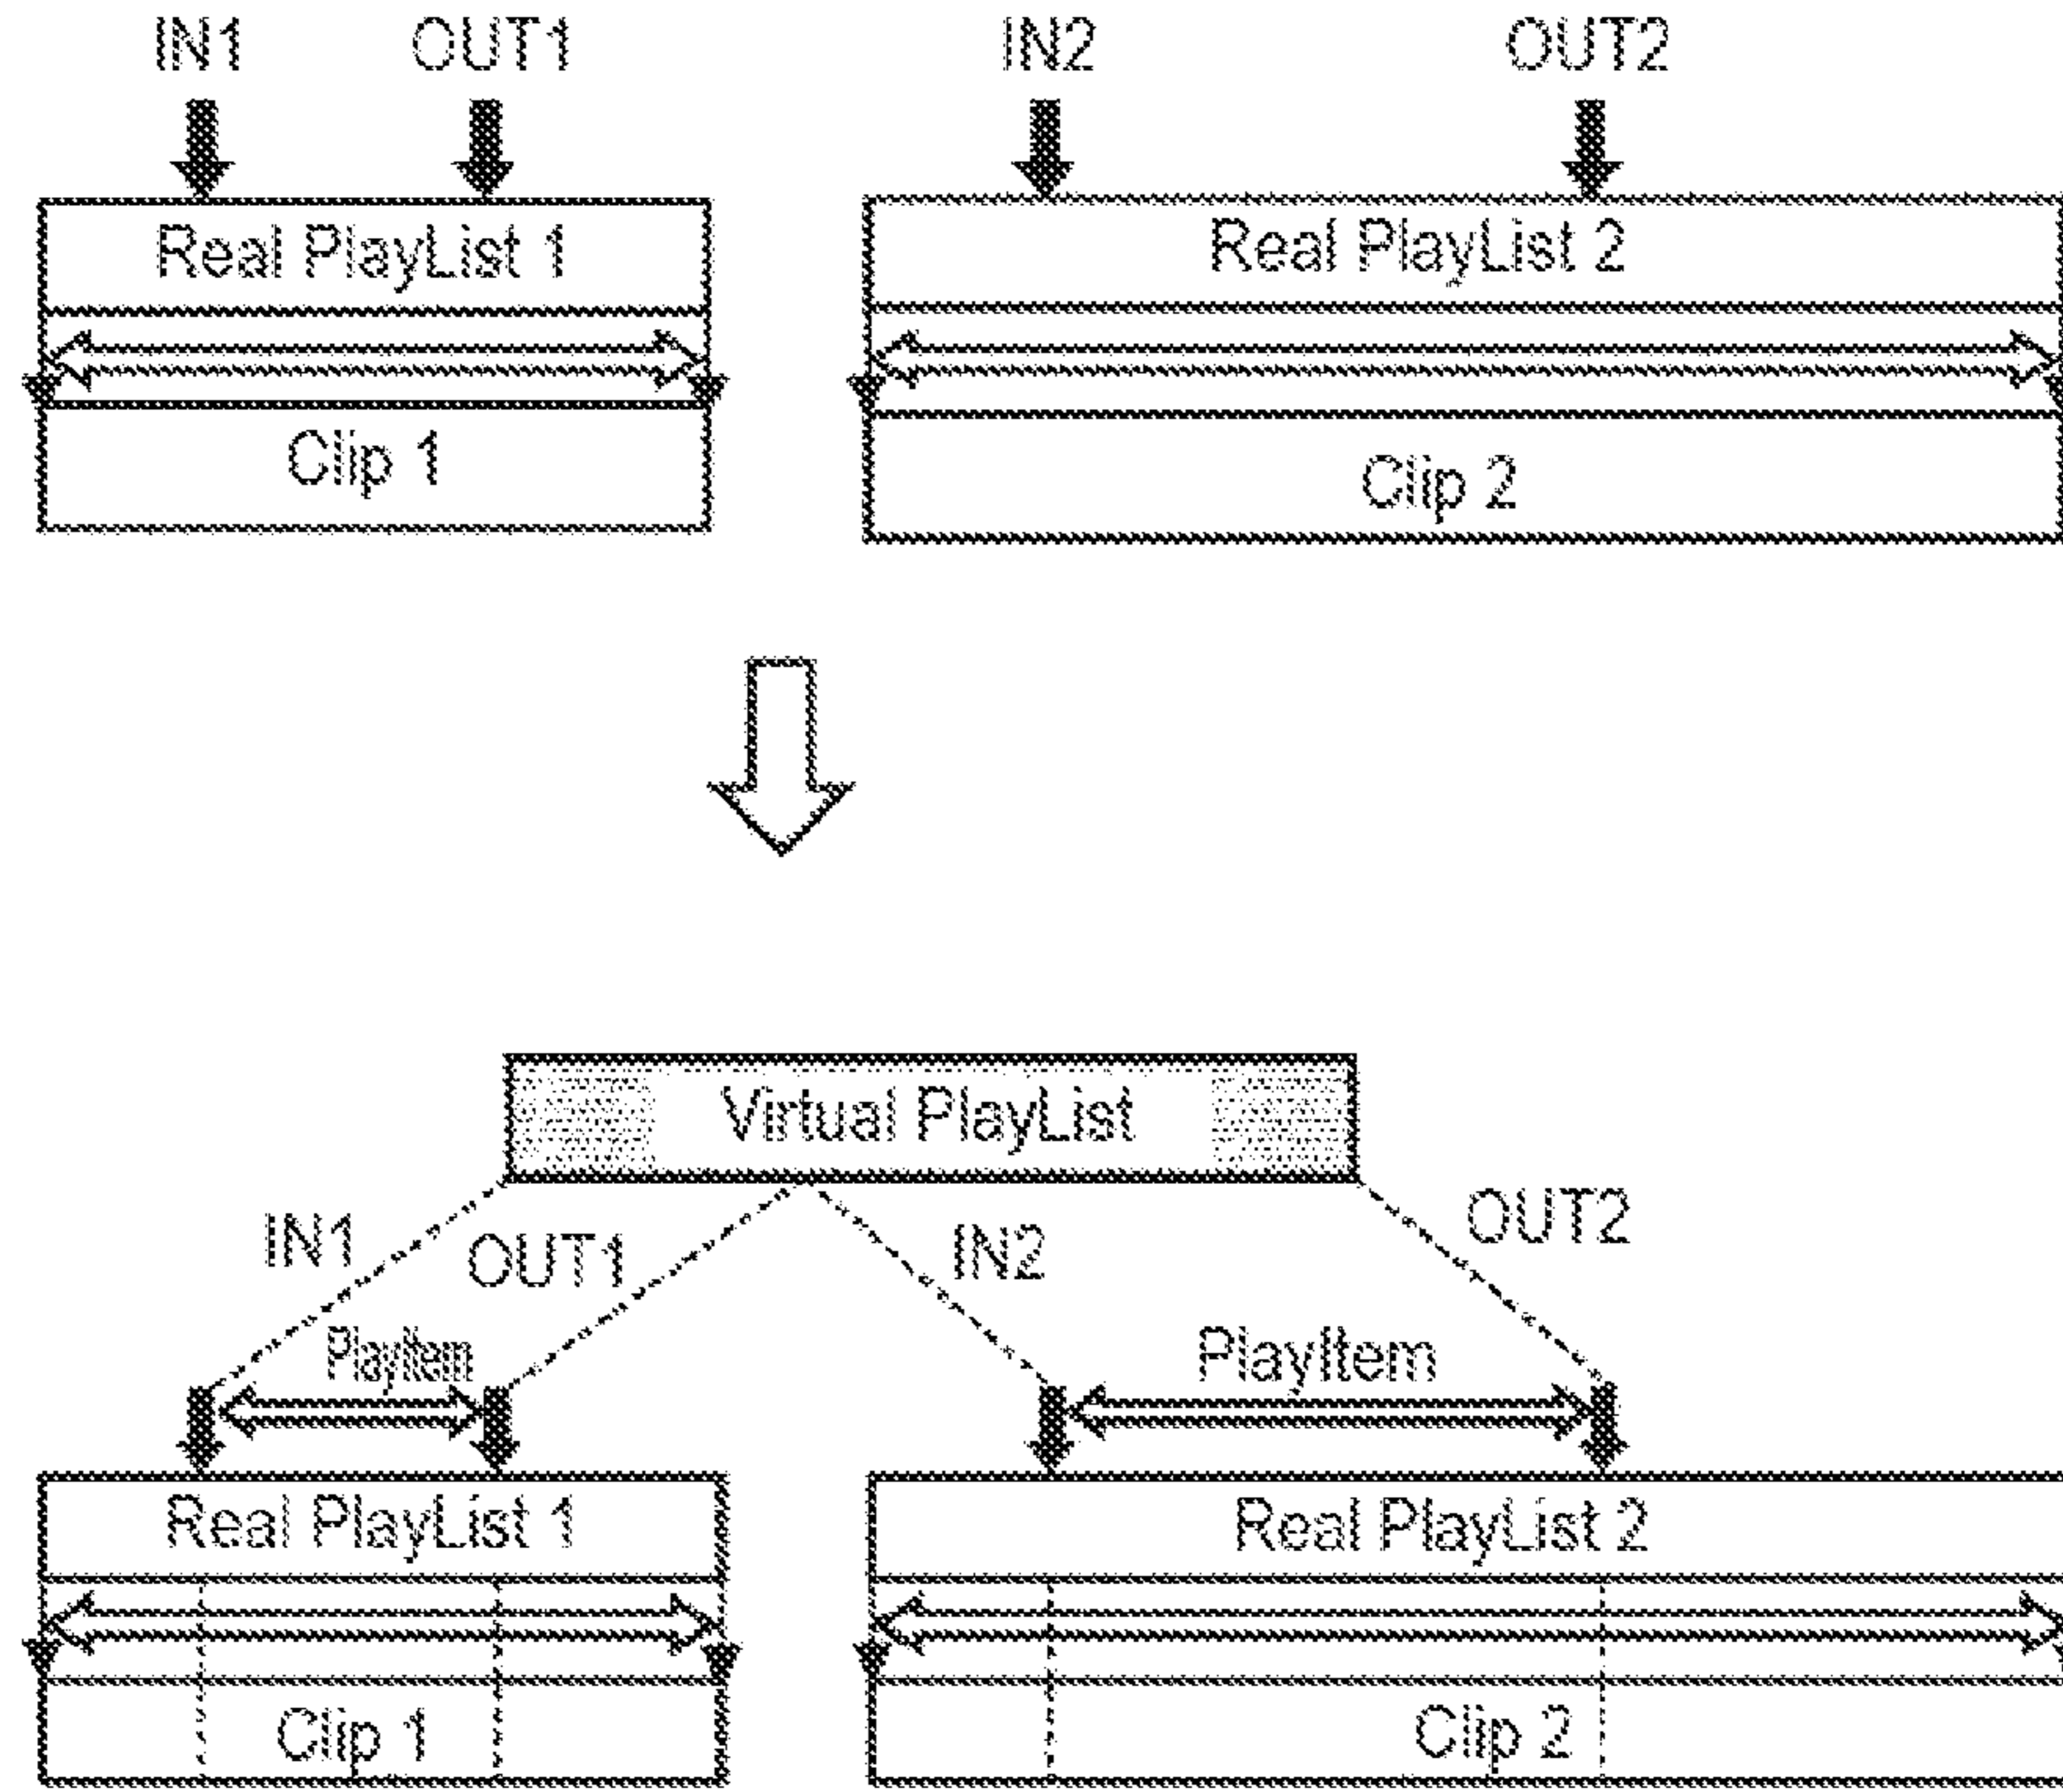 IN1 OUT1 IN2 OUT2
Real PlayList 1 Real PlayList 2
Clip 1 Clip 2
Virtual PlayList
IN1 OUT1 IN2 OUT2
PlayItem PlayItem
Real PlayList 1 Real PlayList 2
Clip 1 Clip 2